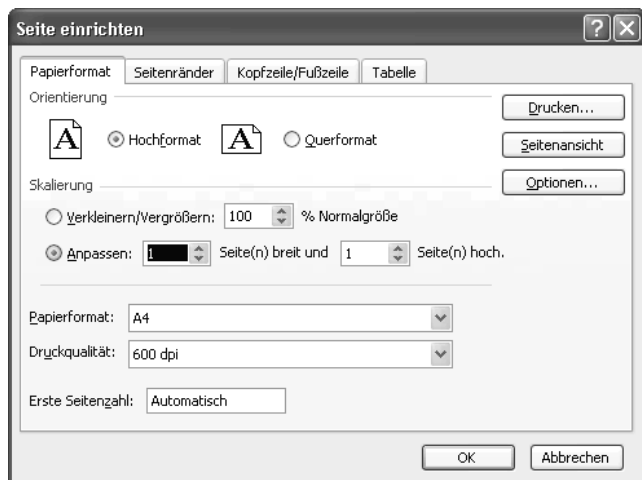 Seite einrichten
Papierformat Seitenränder Kopfzeile/Fußzeile Tabelle
Orientierung
Drucken...
A Hochformat A Querformat
Seitenansicht
Skalierung
Optionen...
Verkleinern/Vergrößern: 100 % Normalgröße
Anpassen: 1 Seite(n) breit und 1 Seite(n) hoch.
Papierformat: A4
Druckqualität: 600 dpi
Erste Seitenzahl: Automatisch
OK Abbrechen